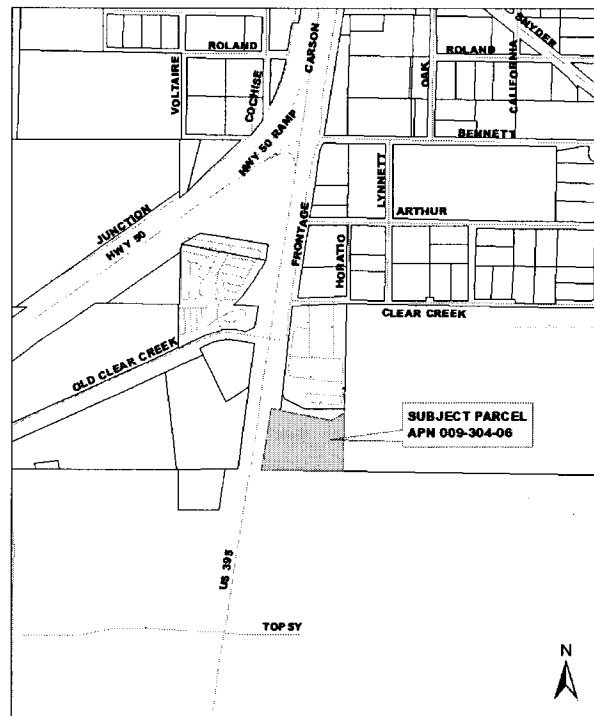 SNYDER
CARSON
ROLAND
ROLAND
VOLTAIRE
COCHISE
OAK
CALIFORNIA
BENNETT
HWY 50 RAMP
LYNNETT
JUNCTION
HWY 50
ARTHUR
FRONTAGE
HORATIO
CLEAR CREEK
OLD CLEAR CREEK
SUBJECT PARCEL
APN 009-304-06
US 395
TOPSY
N